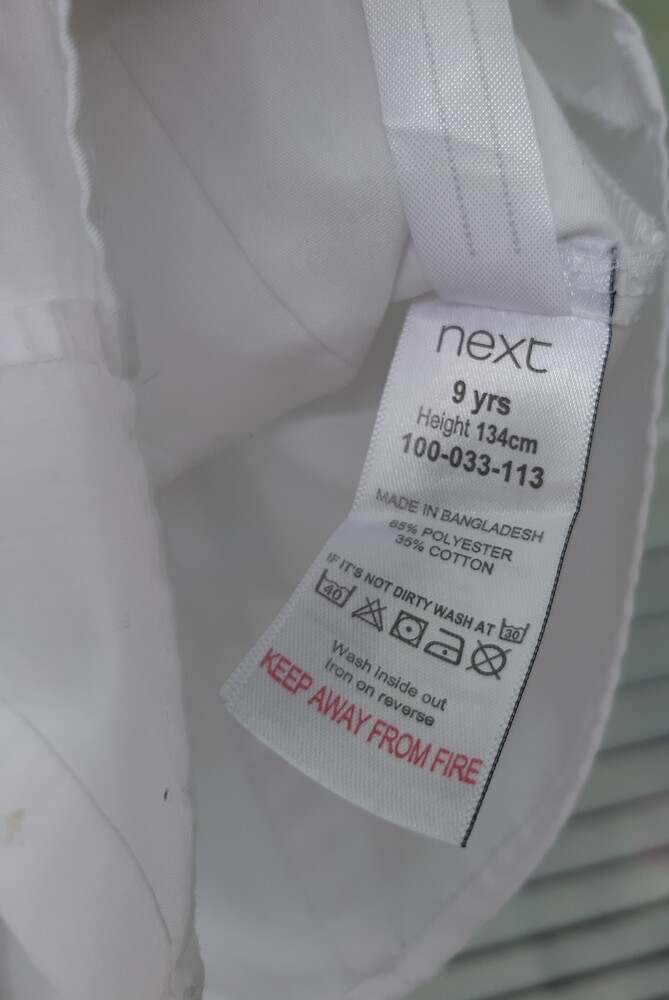 next
9 yrs
Height 134cm
100-033-113
MADE IN BANGLADESH
65% POLYESTER
35% COTTON
IF IT'S NOT DIRTY WASH AT 30
40
Wash inside out
Iron on reverse
KEEP AWAY FROM FIRE